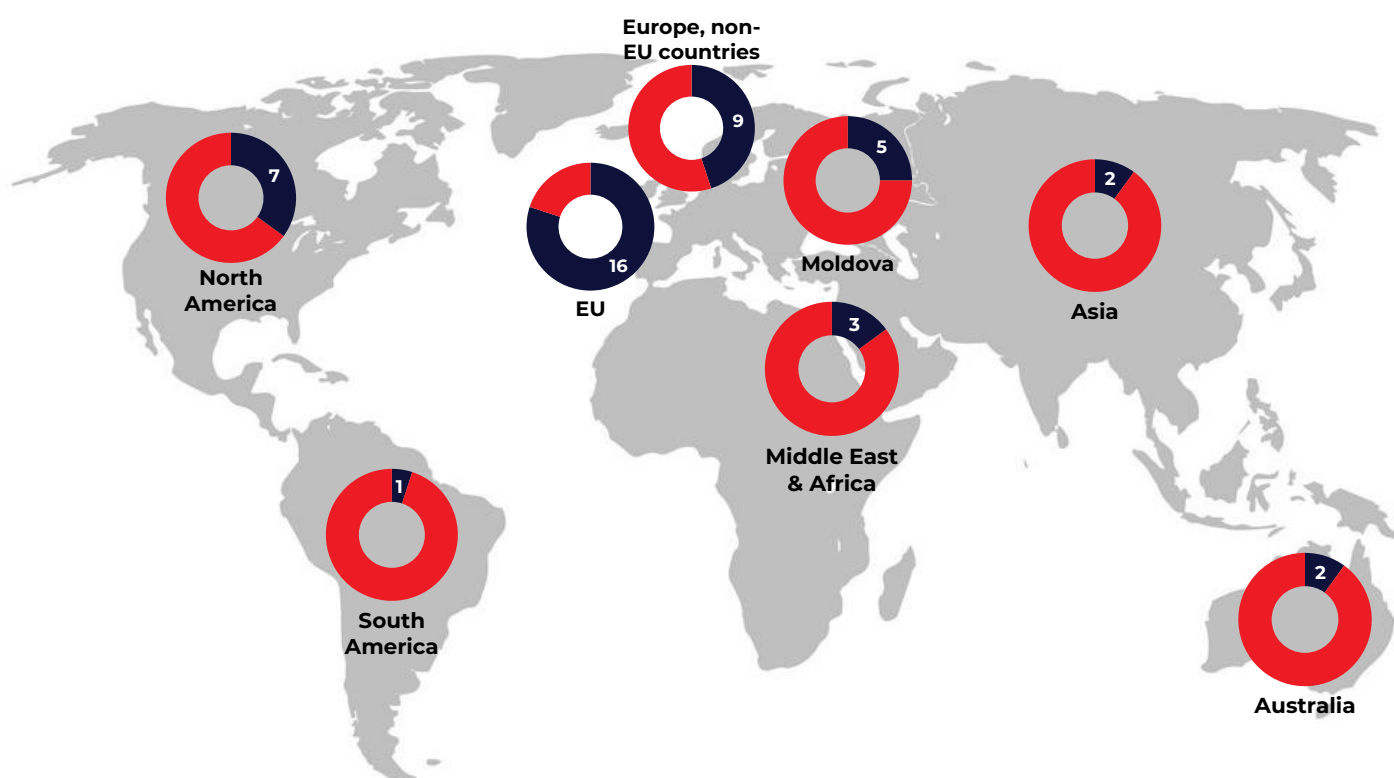 Europe, non-
EU countries
9
5
7
2
16
North
America
Moldova
EU
Asia
3
Middle East
& Africa
1
South
America
2
Australia